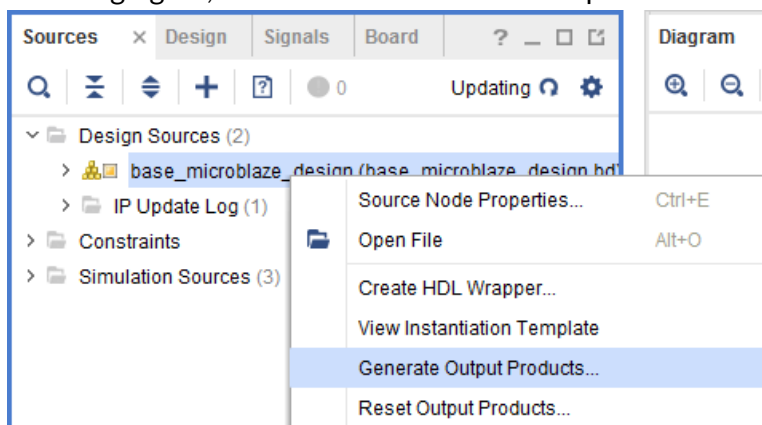 Sources × Design Signals Board ? Diagram
0 Updating
Design Sources (2)
base_microblaze_design (base_microblaze_design.bd)
Source Node Properties... Ctrl+E
IP Update Log (1)
Open File Alt+O
Constraints
Simulation Sources (3)
Create HDL Wrapper...
View Instantiation Template
Generate Output Products...
Reset Output Products...